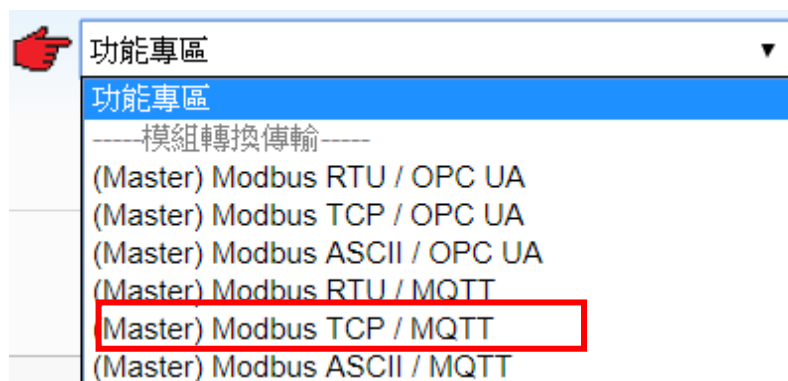 功能專區
功能專區
-----模組轉換傳輸-----
(Master) Modbus RTU / OPC UA
(Master) Modbus TCP / OPC UA
(Master) Modbus ASCII / OPC UA
(Master) Modbus RTU / MQTT
(Master) Modbus TCP / MQTT
(Master) Modbus ASCII / MQTT